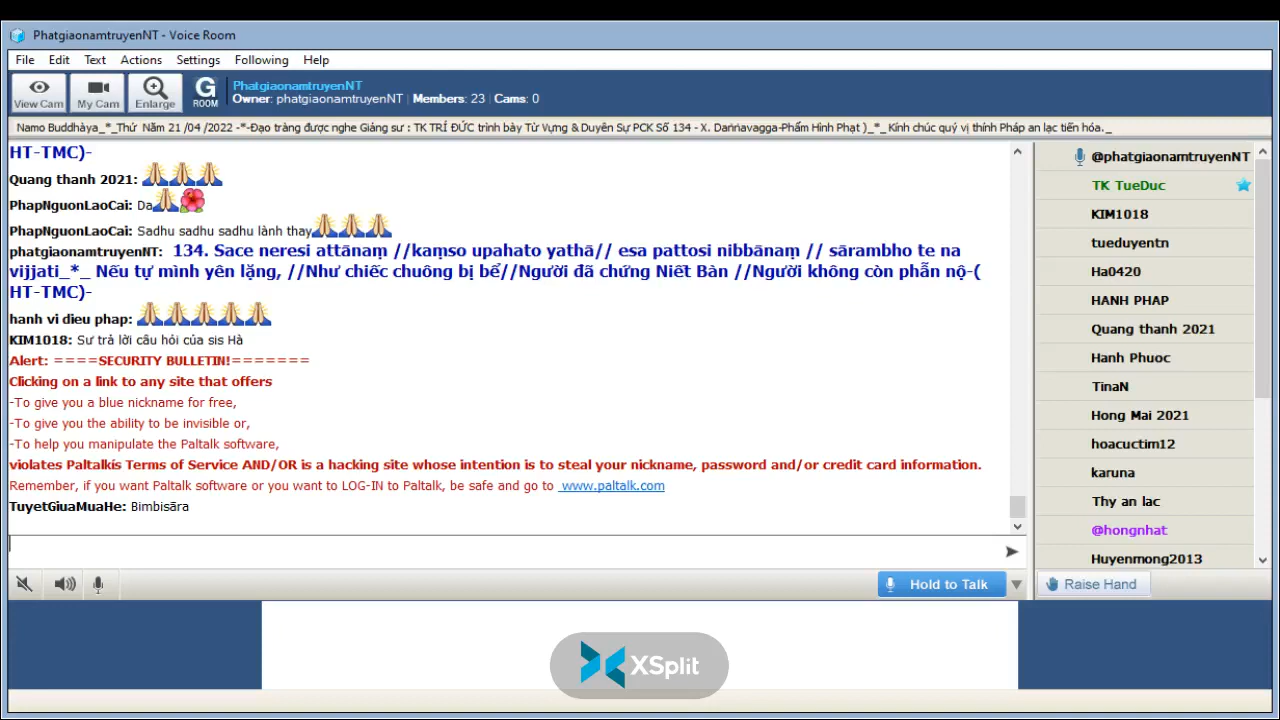 PhatgiaonamtruyenNT - Voice Room
File Edit Text Actions Settings Following Help
View Cam My Cam Enlarge G ROOM
PhatgiaonamtruyenNT
Owner: phatgiaonamtruyenNT | Members: 23 | Cams: 0
Namo Buddhàya_*_Thứ Năm 21 /04 /2022 -*-Đạo tràng được nghe Giảng sư : TK TRÍ ĐỨC trình bày Từ Vựng & Duyên Sự PCK Số 134 - X. Daṇṇavagga-Phẩm Hình Phạt )_*_ Kính chúc quý vị thính Pháp an lạc tiến hóa._
HT-TMC)-
Quang thanh 2021:
PhapNguonLaoCai: Da
PhapNguonLaoCai: Sadhu sadhu sadhu lành thay
phatgiaonamtruyenNT: 134. Sace neresi attānaṃ //kaṃso upahato yathā// esa pattosi nibbānaṃ // sārambho te na
vijjati_*_ Nếu tự mình yên lặng, //Như chiếc chuông bị bể//Người đã chứng Niết Bàn //Người không còn phẫn nộ-(
HT-TMC)-
hanh vi dieu phap:
KIM1018: Sư trả lời câu hỏi của sis Hà
Alert: ====SECURITY BULLETIN!=======
Clicking on a link to any site that offers
-To give you a blue nickname for free,
-To give you the ability to be invisible or,
-To help you manipulate the Paltalk software,
violates Paltalkís Terms of Service AND/OR is a hacking site whose intention is to steal your nickname, password and/or credit card information.
Remember, if you want Paltalk software or you want to LOG-IN to Paltalk, be safe and go to www.paltalk.com
TuyetGiuaMuaHe: Bimbisāra
@phatgiaonamtruyenNT
TK TueDuc
KIM1018
tueduyentn
Ha0420
HANH PHAP
Quang thanh 2021
Hanh Phuoc
TinaN
Hong Mai 2021
hoacuctim12
karuna
Thy an lac
@hongnhat
Huyenmong2013
Hold to Talk
Raise Hand
XSplit